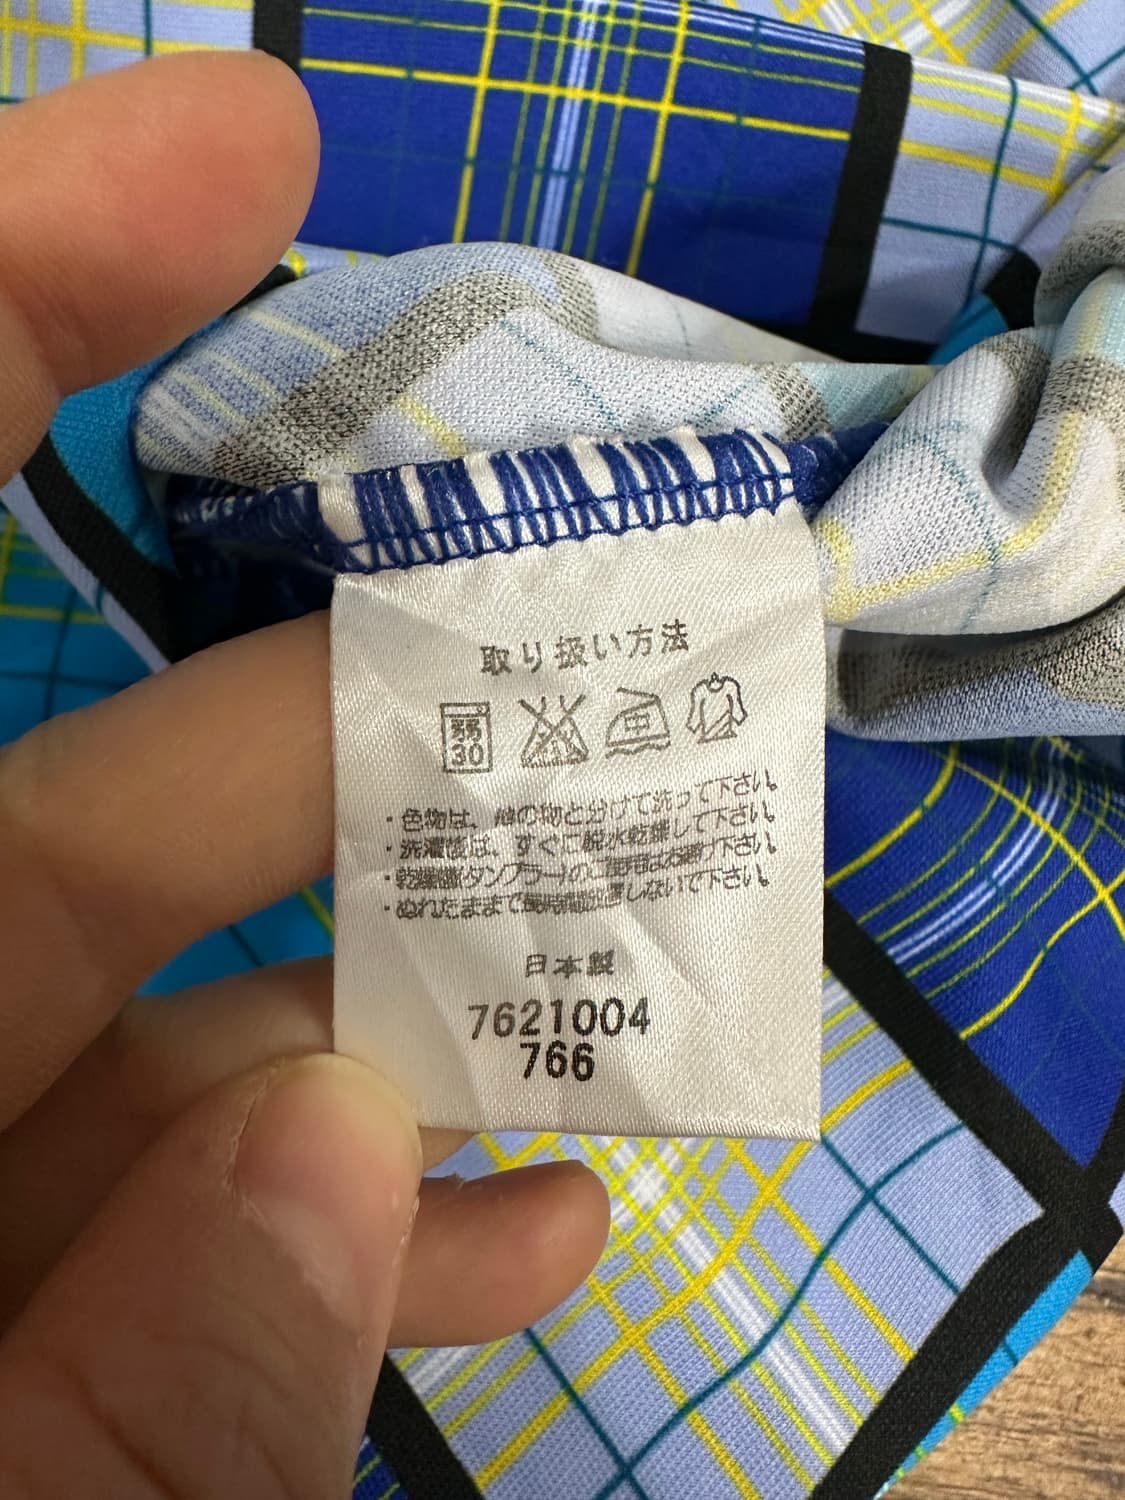 取り扱い方法
弱
30
中
・色物は、他の物と分けて洗って下さい。
・洗濯後は、すぐに脱水乾燥して下さい。
・乾燥機(タンブラー)のご使用はお避け下さい。
・ぬれたままで長時間放置しないで下さい。
日本製
7621004
766